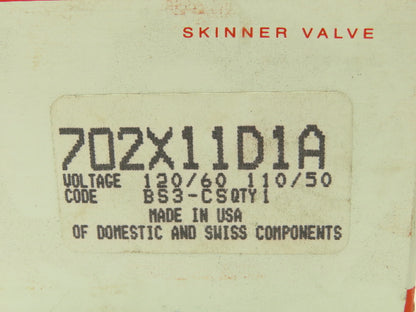 SKINNER VALVE
702X11D1A
VOLTAGE 120/60 110/50
CODE BS3-CSQTY1
MADE IN USA
OF DOMESTIC AND SWISS COMPONENTS